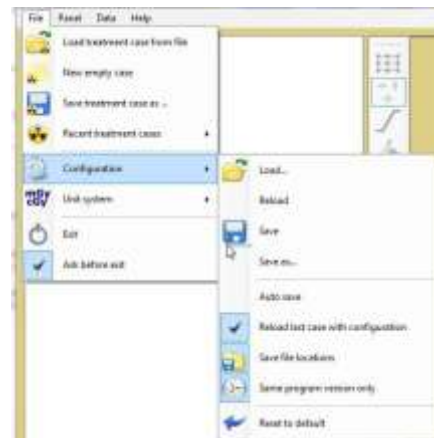 File Panel Data Help
Load treatment case from file
New empty case
Save treatment case as ..
Recent treatment cases
Configuration
Unit system
Exit
Ask before exit
Load...
Reload
Save
Save as...
Auto save
Reload last case with configuration
Save file locations
Same program version only
Reset to default